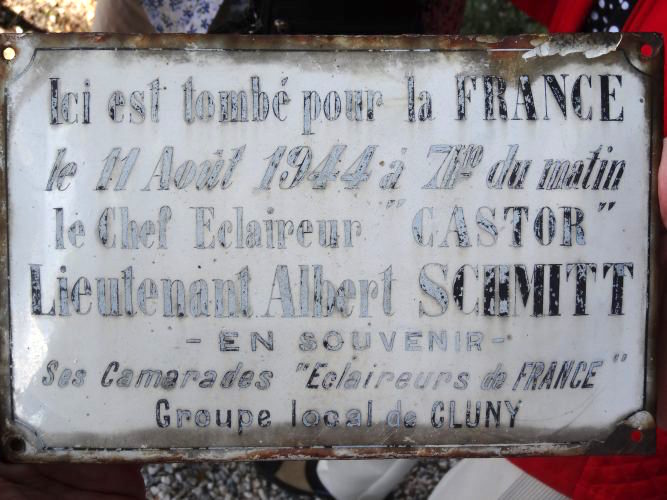 Ici est tombé pour la FRANCE
le 11 Août 1944 à 7Hre du matin
le Chef Eclaireur "CASTOR"
Lieutenant Albert SCHMITT
- EN SOUVENIR -
Ses Camarades "Eclaireurs de FRANCE"
Groupe local de CLUNY